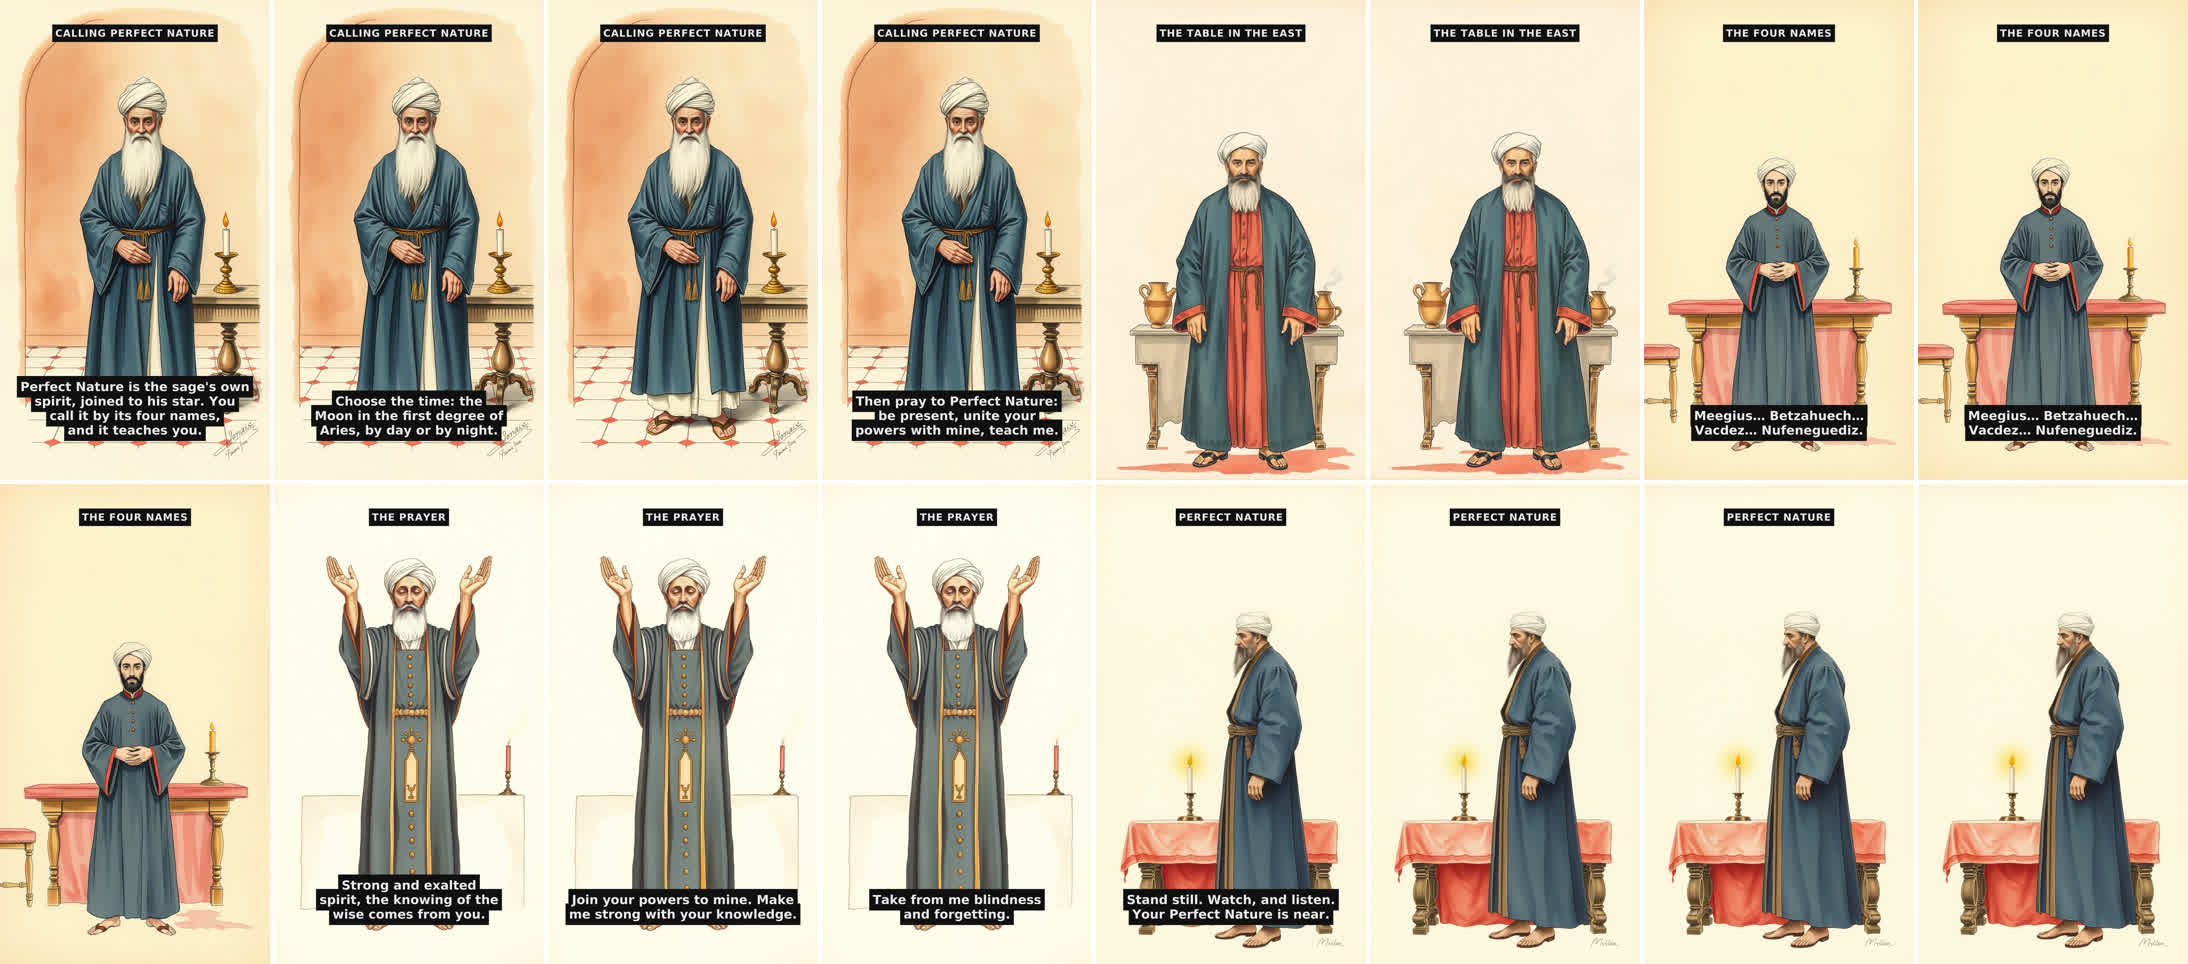 CALLING PERFECT NATURE
Perfect Nature is the sage's own
spirit, joined to his star. You
call it by its four names,
and it teaches you.
CALLING PERFECT NATURE
Choose the time: the
Moon in the first degree of
Aries, by day or by night.
CALLING PERFECT NATURE
CALLING PERFECT NATURE
Then pray to Perfect Nature:
be present, unite your
powers with mine, teach me.
THE TABLE IN THE EAST
THE TABLE IN THE EAST
THE FOUR NAMES
Meegius... Betzahuech...
Vacdez... Nufeneguediz.
THE FOUR NAMES
Meegius... Betzahuech...
Vacdez... Nufeneguediz.
THE FOUR NAMES
THE PRAYER
Strong and exalted
spirit, the knowing of the
wise comes from you.
THE PRAYER
Join your powers to mine. Make
me strong with your knowledge.
THE PRAYER
Take from me blindness
and forgetting.
PERFECT NATURE
Stand still. Watch, and listen.
Your Perfect Nature is near.
PERFECT NATURE
PERFECT NATURE